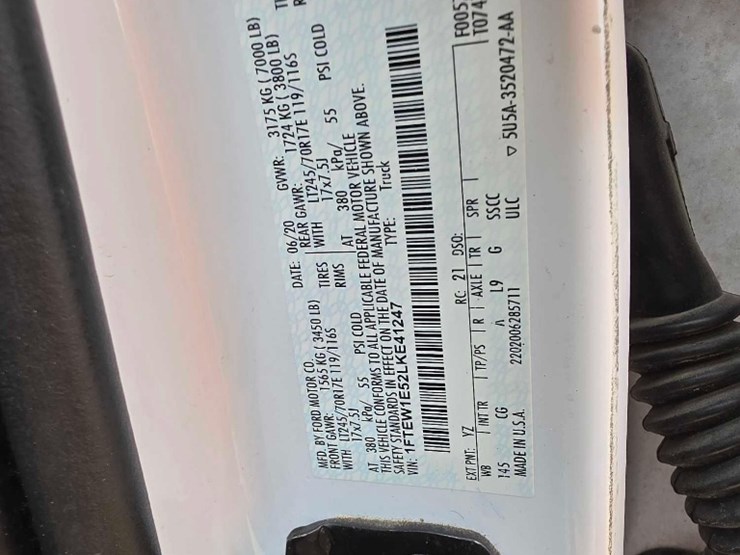 MFD. BY FORD MOTOR CO.
DATE: 06/20 GVWR: 3175 KG ( 7000 LB)
FRONT GAWR: 1565 KG ( 3450 LB) REAR GAWR: 1724 KG ( 3800 LB)
WITH LT245/70R17E 119/116S TIRES WITH LT245/70R17E 119/116S
17x7.5J RIMS 17x7.5J
AT 380 kPa/ 55 PSI COLD AT 380 kPa/ 55 PSI COLD
THIS VEHICLE CONFORMS TO ALL APPLICABLE FEDERAL MOTOR VEHICLE
SAFETY STANDARDS IN EFFECT ON THE DATE OF MANUFACTURE SHOWN ABOVE.
VIN: 1FTEW1E52LKE41247 TYPE: Truck
F005
T074
EXT PNT: YZ RC: 21 DSO:
WB INT TR TP/PS R AXLE TR SPR
145 CG A L9 G SSCC
2202006285711 ULC
MADE IN U.S.A. ▽ 5U5A-3520472-AA